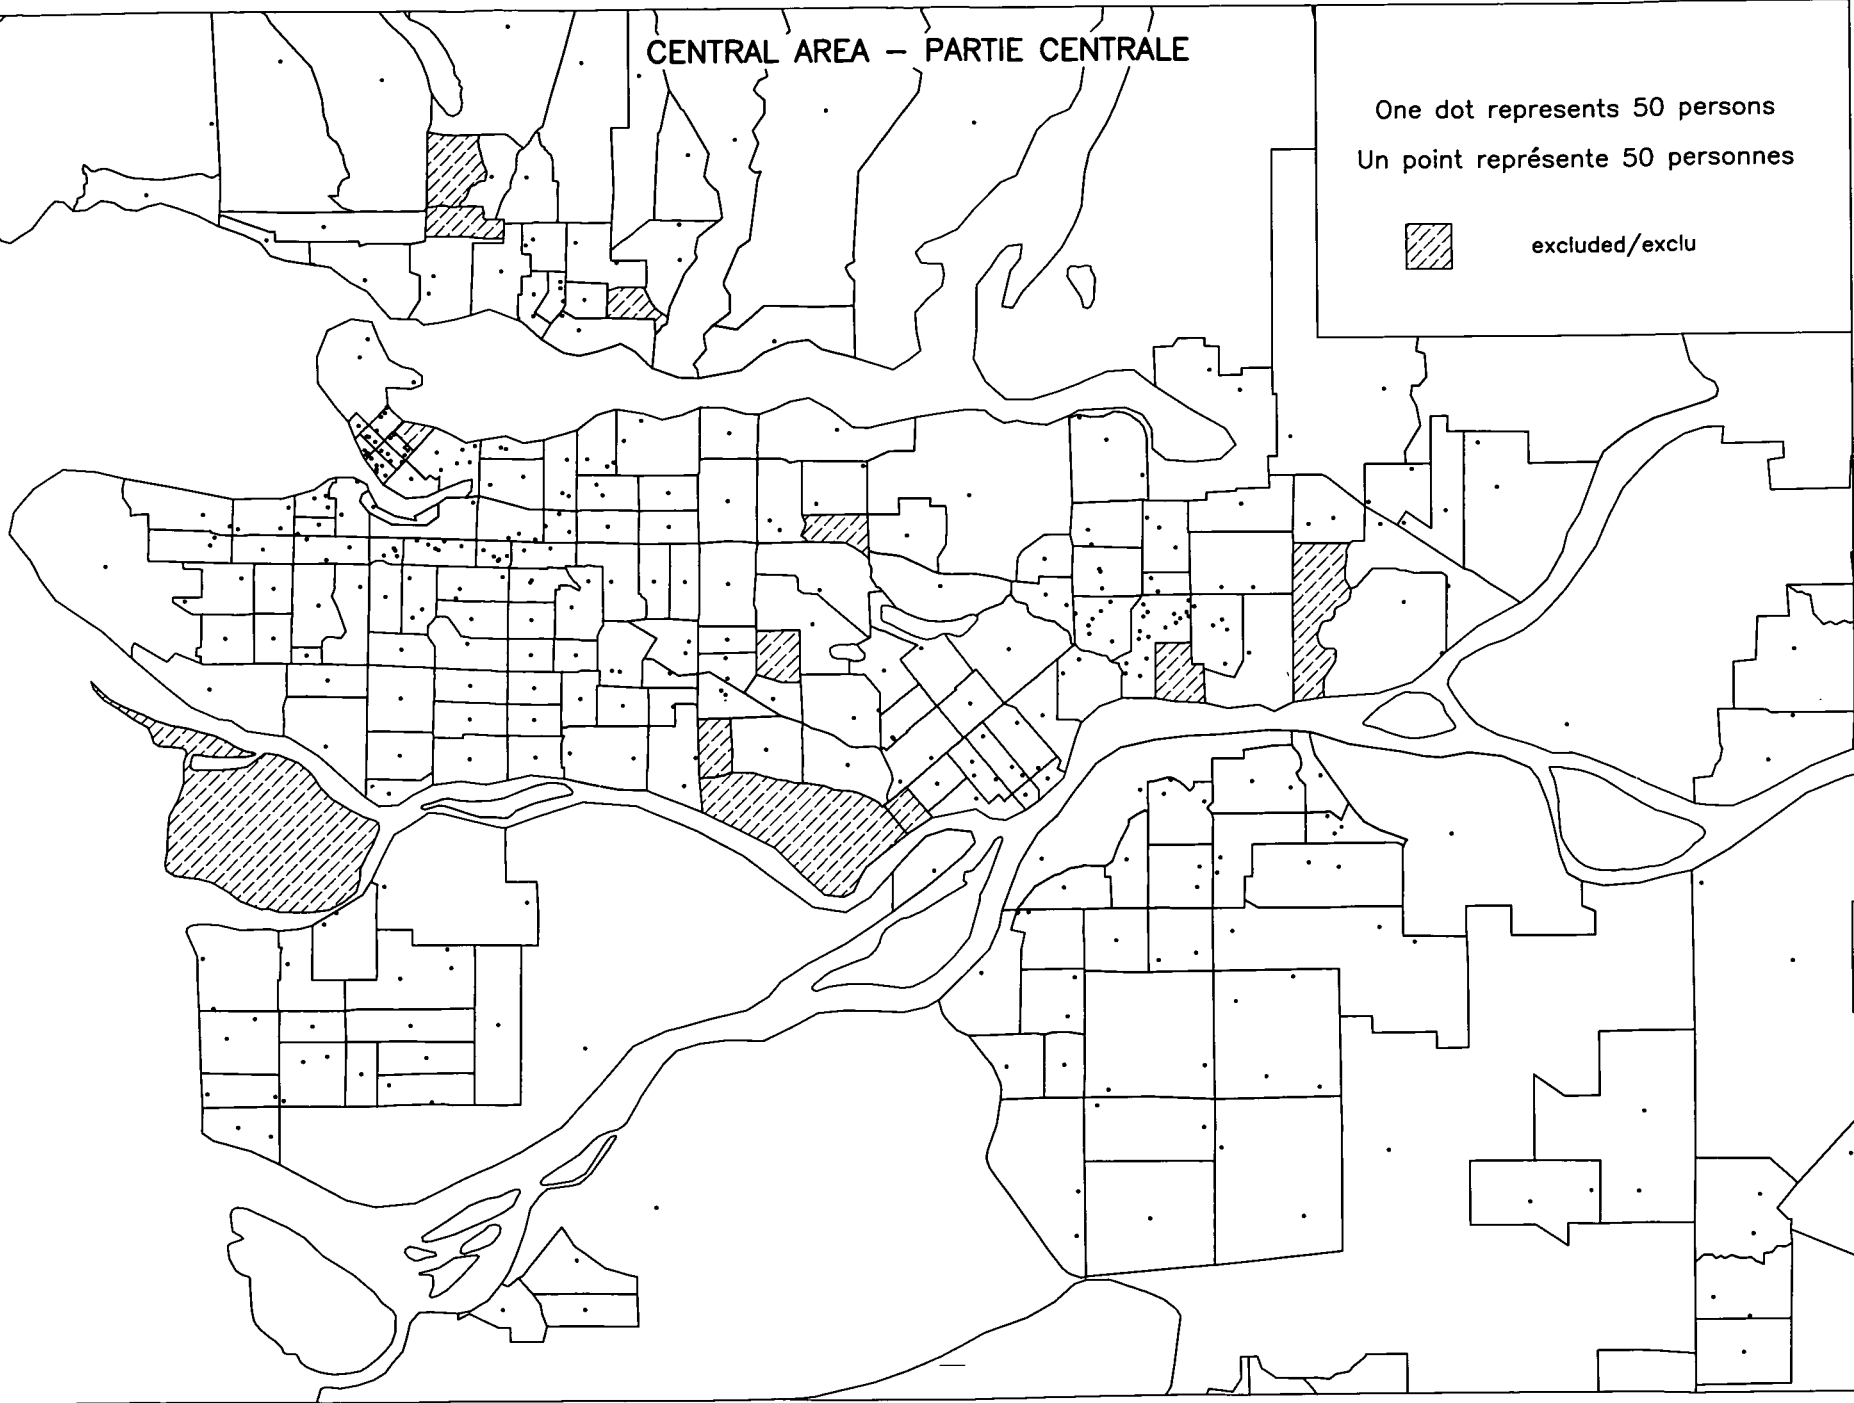 CENTRAL AREA – PARTIE CENTRALE
One dot represents 50 persons
Un point représente 50 personnes
excluded/exclu